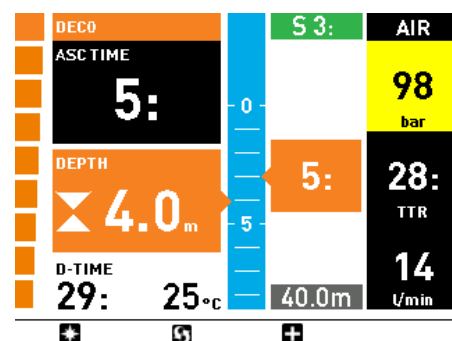 DECO
ASC TIME
5:
DEPTH
4.0m
D-TIME
29: 25°C
0
5
S 3:
5:
40.0m
AIR
98
bar
28:
TTR
14
l/min